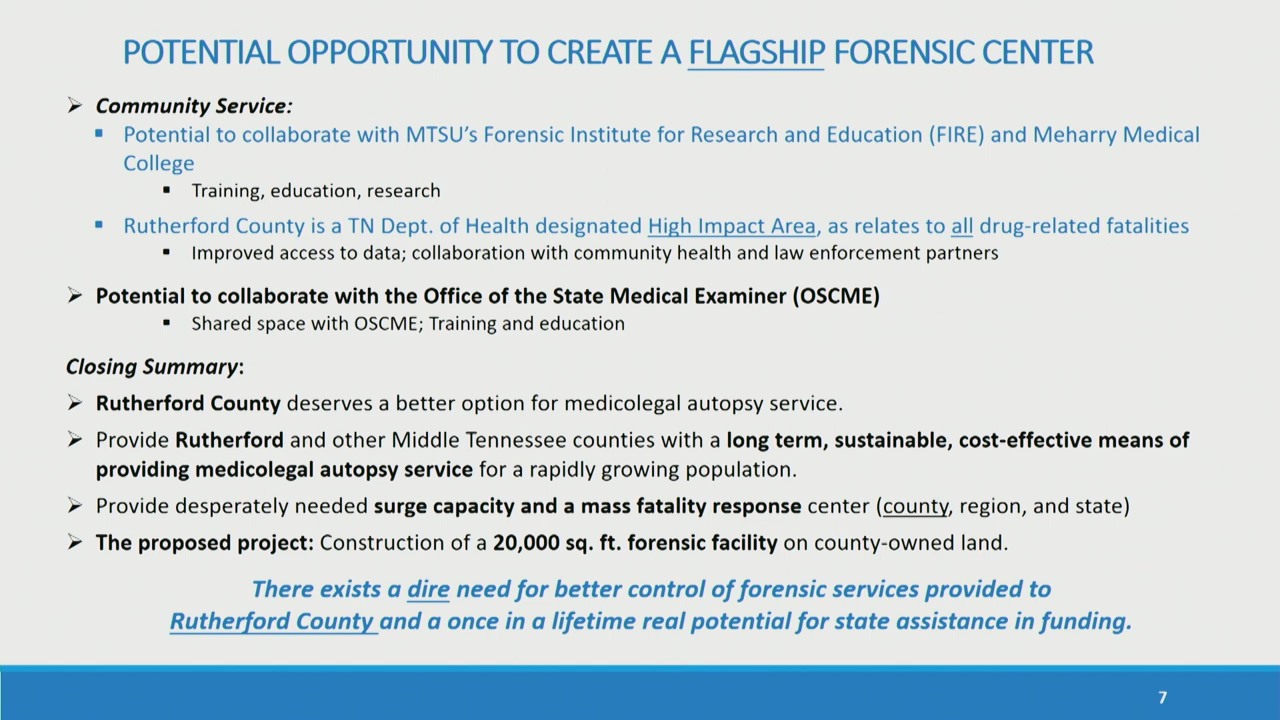 POTENTIAL OPPORTUNITY TO CREATE A FLAGSHIP FORENSIC CENTER
➢ Community Service:
▪ Potential to collaborate with MTSU’s Forensic Institute for Research and Education (FIRE) and Meharry Medical
College
▪ Training, education, research
▪ Rutherford County is a TN Dept. of Health designated High Impact Area, as relates to all drug-related fatalities
▪ Improved access to data; collaboration with community health and law enforcement partners
➢ Potential to collaborate with the Office of the State Medical Examiner (OSCME)
▪ Shared space with OSCME; Training and education
Closing Summary:
➢ Rutherford County deserves a better option for medicolegal autopsy service.
➢ Provide Rutherford and other Middle Tennessee counties with a long term, sustainable, cost-effective means of
providing medicolegal autopsy service for a rapidly growing population.
➢ Provide desperately needed surge capacity and a mass fatality response center (county, region, and state)
➢ The proposed project: Construction of a 20,000 sq. ft. forensic facility on county-owned land.
There exists a dire need for better control of forensic services provided to
Rutherford County and a once in a lifetime real potential for state assistance in funding.
7